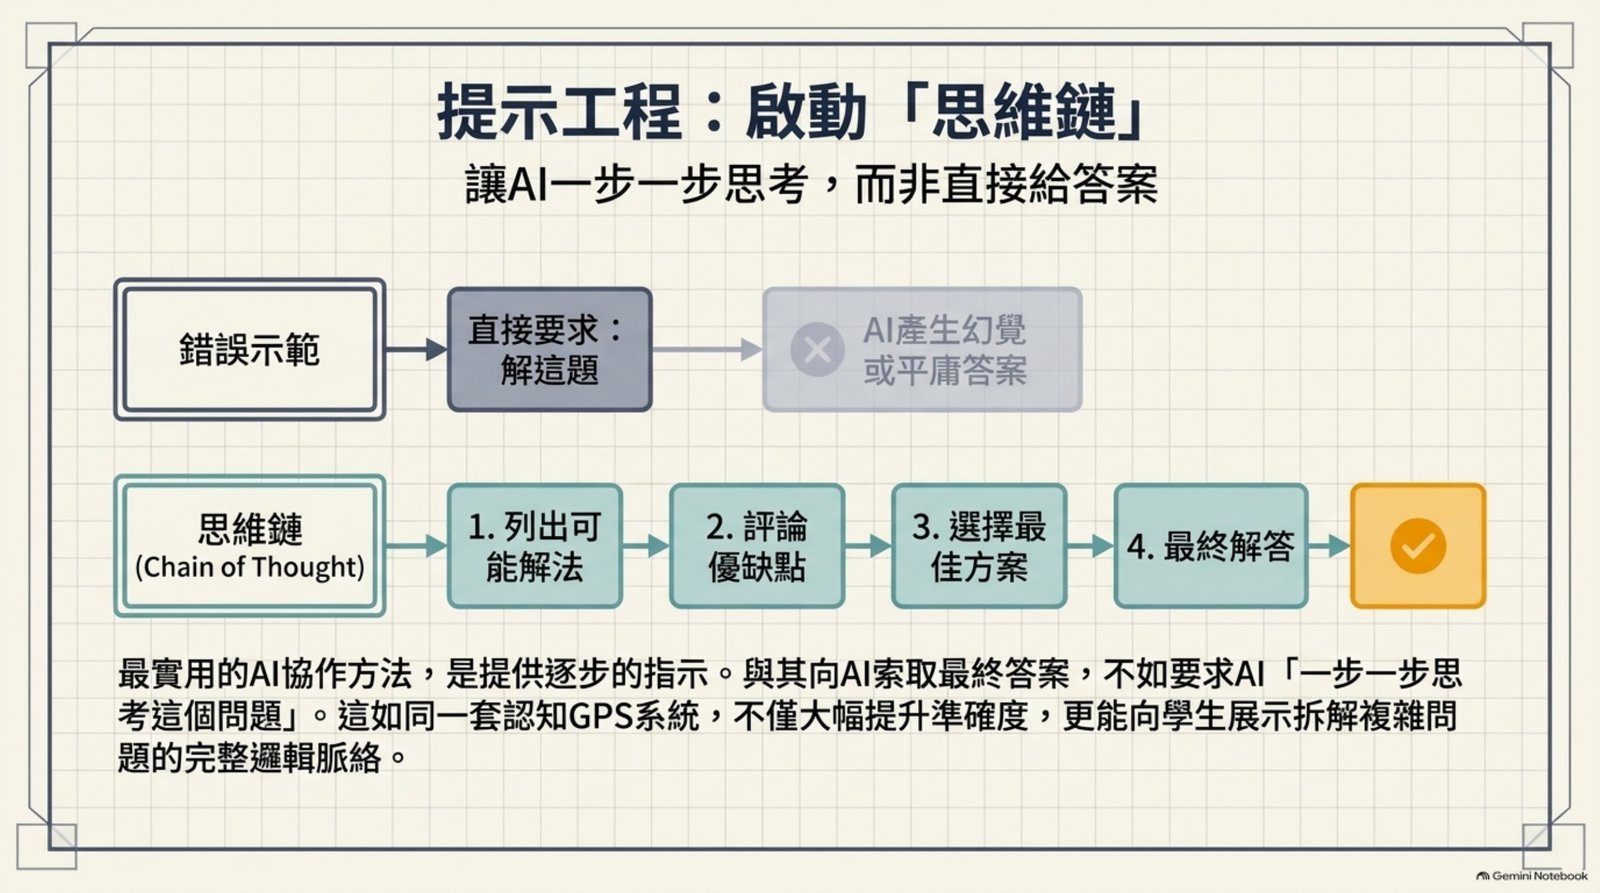 提示工程：啟動「思維鏈」
讓AI一步一步思考，而非直接給答案
錯誤示範
直接要求：
解這題
AI產生幻覺
或平庸答案
思維鏈
(Chain of Thought)
1. 列出可
能解法
2. 評論
優缺點
3. 選擇最
佳方案
4. 最終解答
最實用的AI協作方法，是提供逐步的指示。與其向AI索取最終答案，不如要求AI「一步一步思
考這個問題」。這如同一套認知GPS系統，不僅大幅提升準確度，更能向學生展示拆解複雜問
題的完整邏輯脈絡。
Gemini Notebook